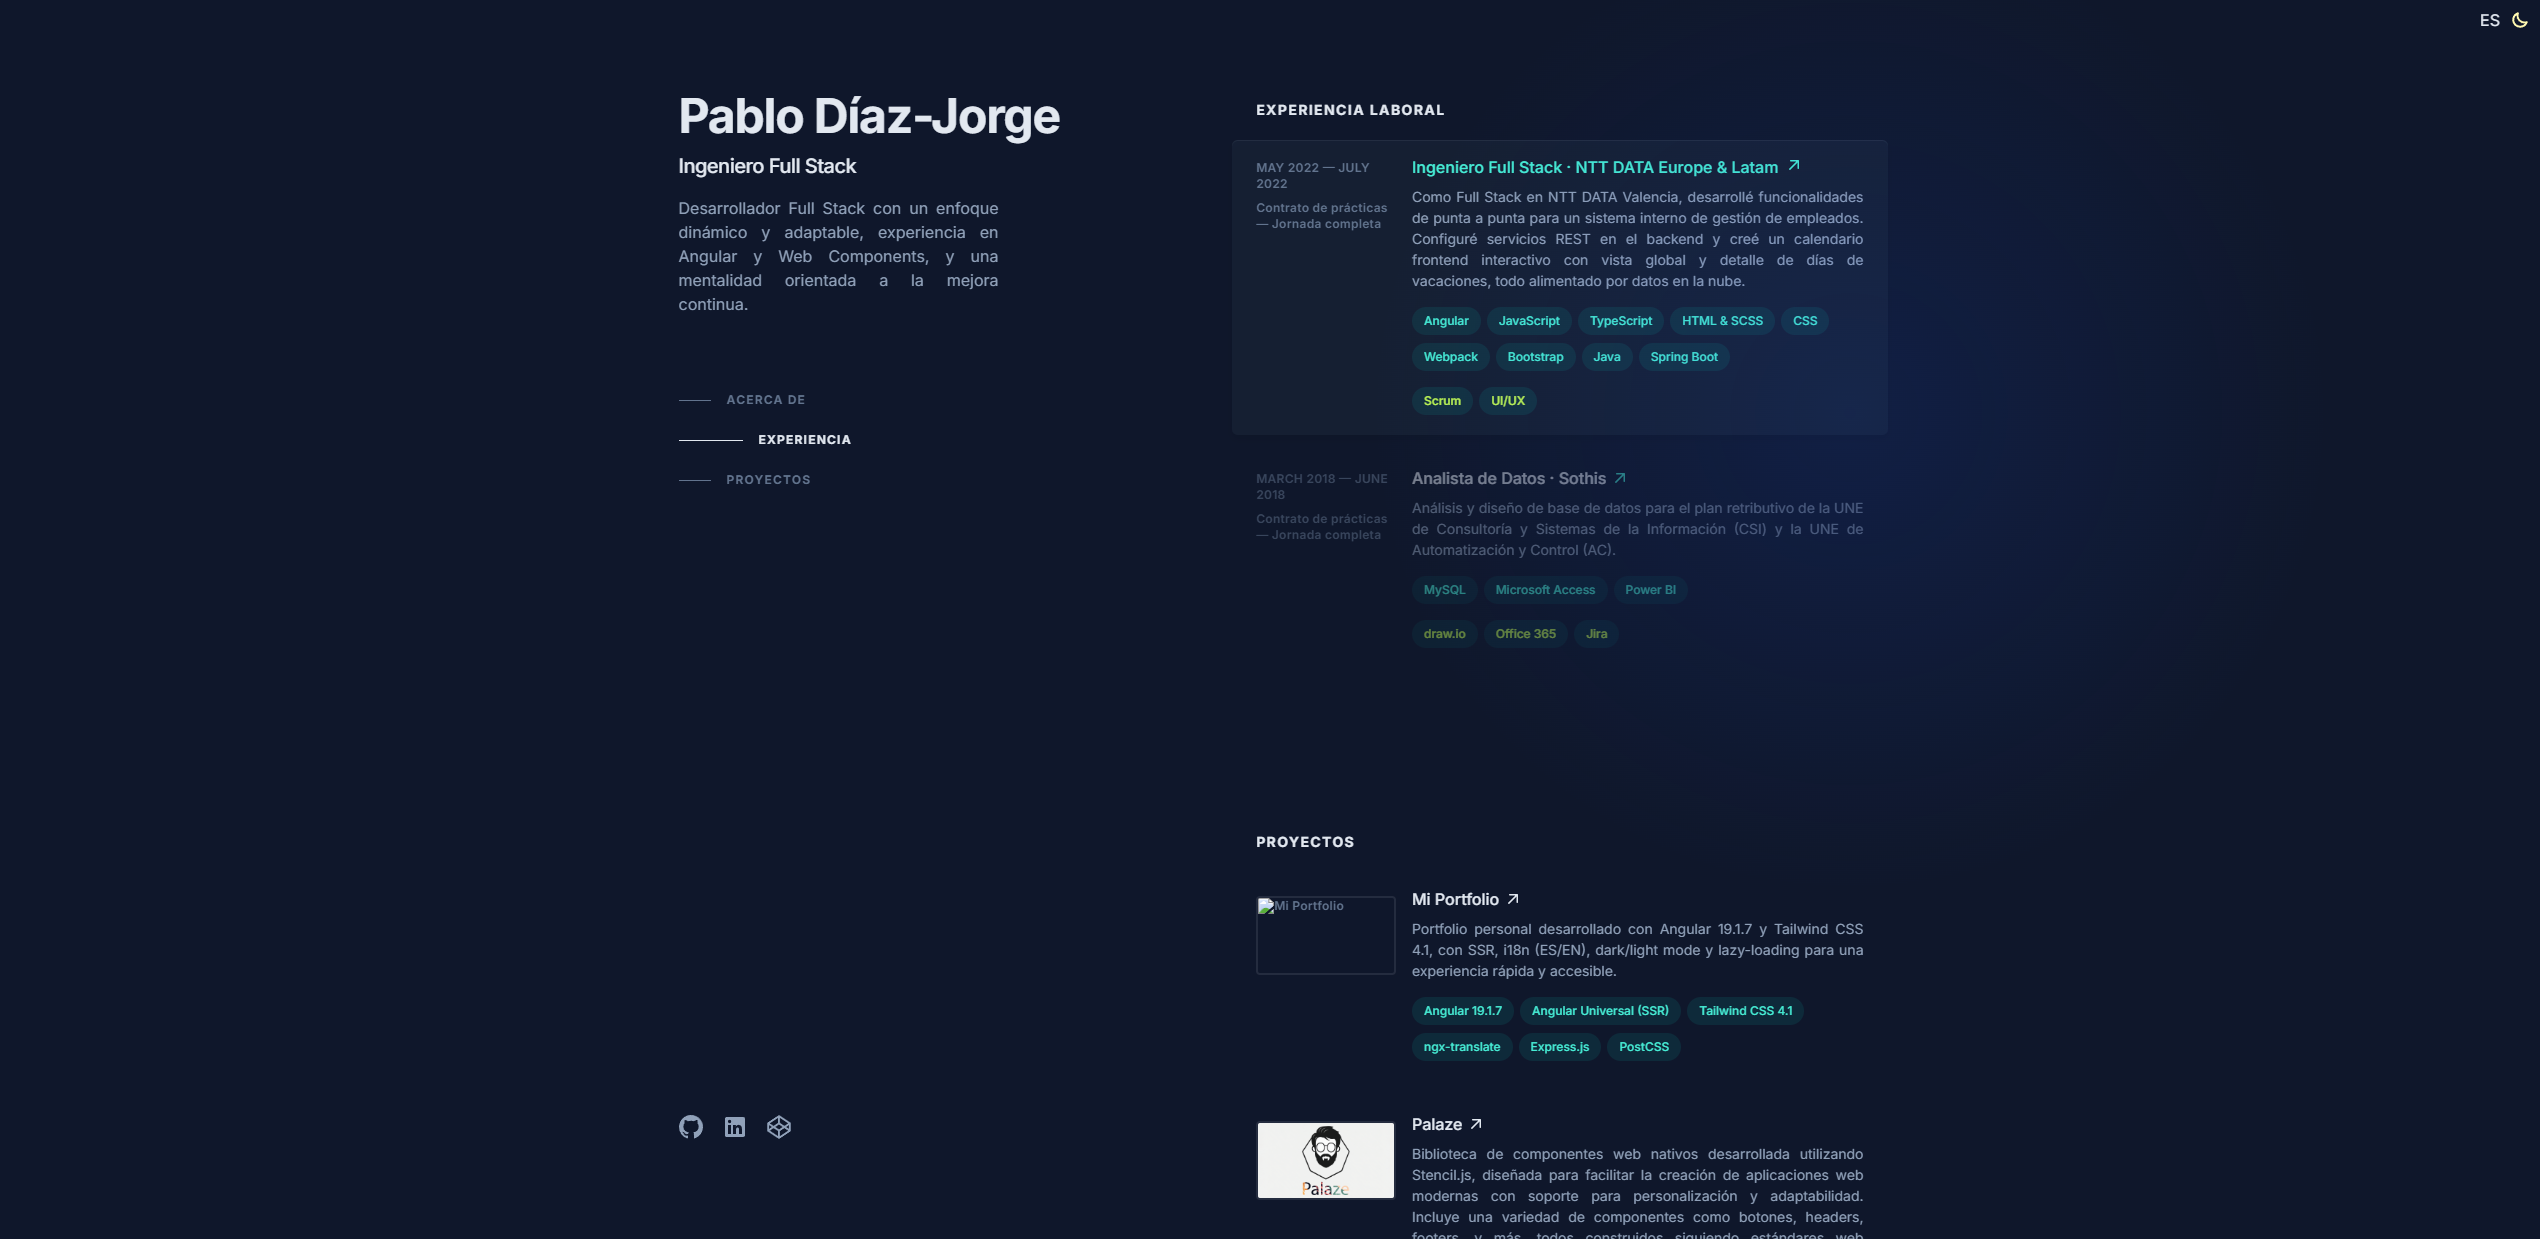 ES
Pablo Díaz-Jorge
Ingeniero Full Stack
Desarrollador Full Stack con un enfoque
dinámico y adaptable, experiencia en
Angular y Web Components, y una
mentalidad orientada a la mejora
continua.
ACERCA DE
EXPERIENCIA
PROYECTOS
EXPERIENCIA LABORAL
MAY 2022 — JULY
2022
Contrato de prácticas
— Jornada completa
Ingeniero Full Stack · NTT DATA Europe & Latam
Como Full Stack en NTT DATA Valencia, desarrollé funcionalidades
de punta a punta para un sistema interno de gestión de empleados.
Configuré servicios REST en el backend y creé un calendario
frontend interactivo con vista global y detalle de días de
vacaciones, todo alimentado por datos en la nube.
Angular JavaScript TypeScript HTML & SCSS CSS
Webpack Bootstrap Java Spring Boot
Scrum UI/UX
MARCH 2018 — JUNE
2018
Contrato de prácticas
— Jornada completa
Analista de Datos · Sothis
Análisis y diseño de base de datos para el plan retributivo de la UNE
de Consultoría y Sistemas de la Información (CSI) y la UNE de
Automatización y Control (AC).
MySQL Microsoft Access Power BI
draw.io Office 365 Jira
PROYECTOS
Mi Portfolio
Mi Portfolio
Portfolio personal desarrollado con Angular 19.1.7 y Tailwind CSS
4.1, con SSR, i18n (ES/EN), dark/light mode y lazy-loading para una
experiencia rápida y accesible.
Angular 19.1.7 Angular Universal (SSR) Tailwind CSS 4.1
ngx-translate Express.js PostCSS
Palaze
Palaze
Biblioteca de componentes web nativos desarrollada utilizando
Stencil.js, diseñada para facilitar la creación de aplicaciones web
modernas con soporte para personalización y adaptabilidad.
Incluye una variedad de componentes como botones, headers,
footers, y más, todos construidos siguiendo estándares web